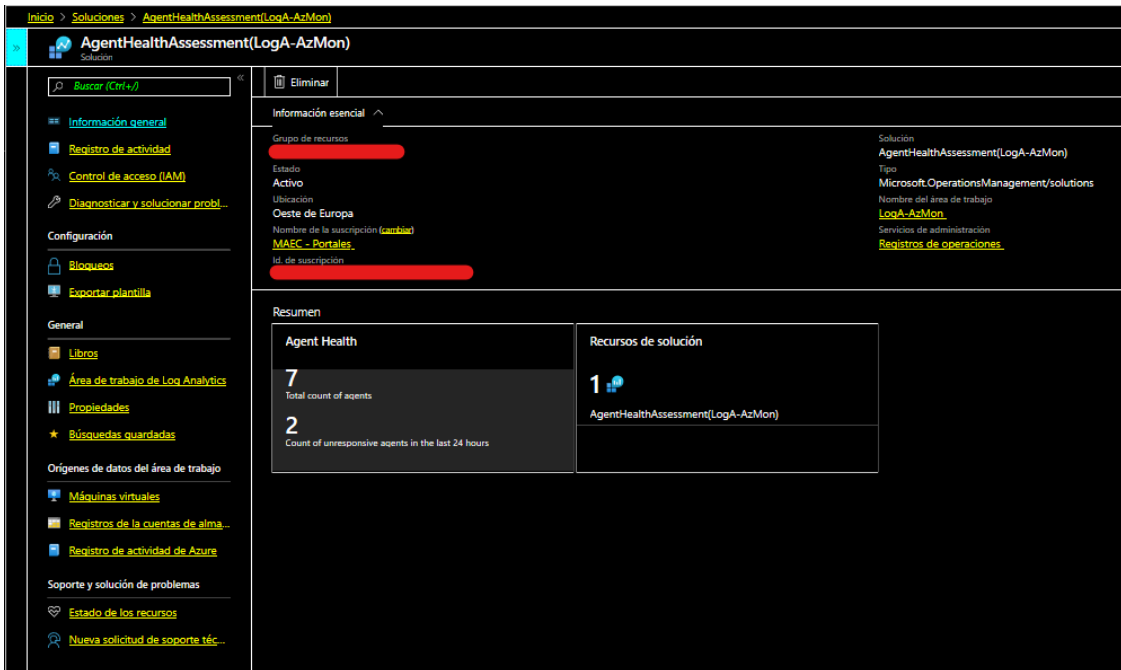 Inicio > Soluciones > AgentHealthAssessment(LogA-AzMon)
AgentHealthAssessment(LogA-AzMon)
Solución
Buscar (Ctrl+/)
Información general
Registro de actividad
Control de acceso (IAM)
Diagnosticar y solucionar probl...
Configuración
Bloqueos
Exportar plantilla
General
Libros
Área de trabajo de Log Analytics
Propiedades
Búsquedas guardadas
Orígenes de datos del área de trabajo
Máquinas virtuales
Registros de la cuentas de alma...
Registro de actividad de Azure
Soporte y solución de problemas
Estado de los recursos
Nueva solicitud de soporte téc...
Eliminar
Información esencial
Grupo de recursos
Estado
Activo
Ubicación
Oeste de Europa
Nombre de la suscripción (cambiar)
MAEC - Portales
Id. de suscripción
Solución
AgentHealthAssessment(LogA-AzMon)
Tipo
Microsoft.OperationsManagement/solutions
Nombre del área de trabajo
LogA-AzMon
Servicios de administración
Registros de operaciones
Resumen
Agent Health
7
Total count of agents
2
Count of unresponsive agents in the last 24 hours
Recursos de solución
1
AgentHealthAssessment(LogA-AzMon)